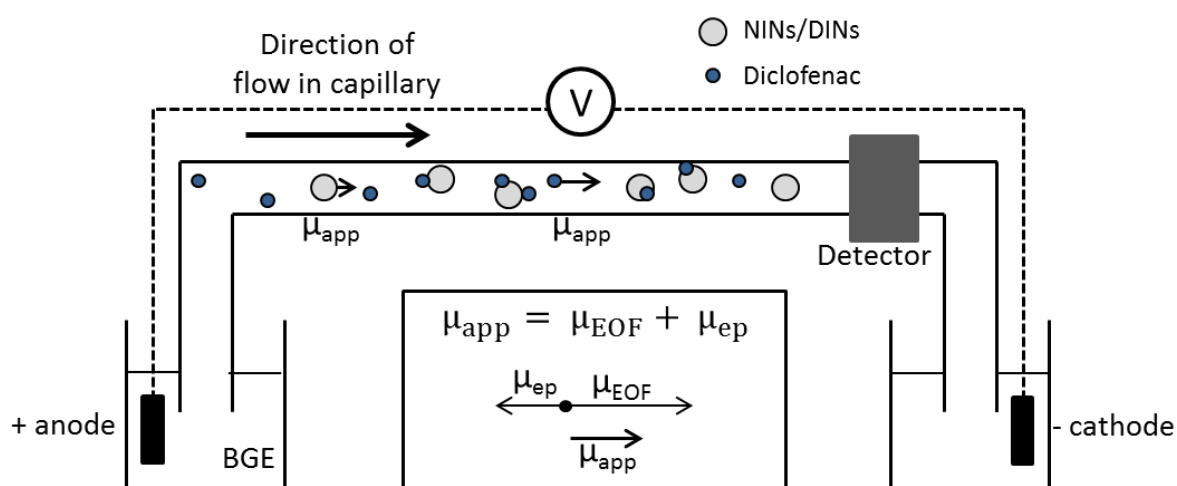 NINs/DINs
Diclofenac
Direction of
flow in capillary
V
μapp
μapp
Detector
μapp = μEOF + μep
μep
μEOF
μapp
+ anode
BGE
- cathode